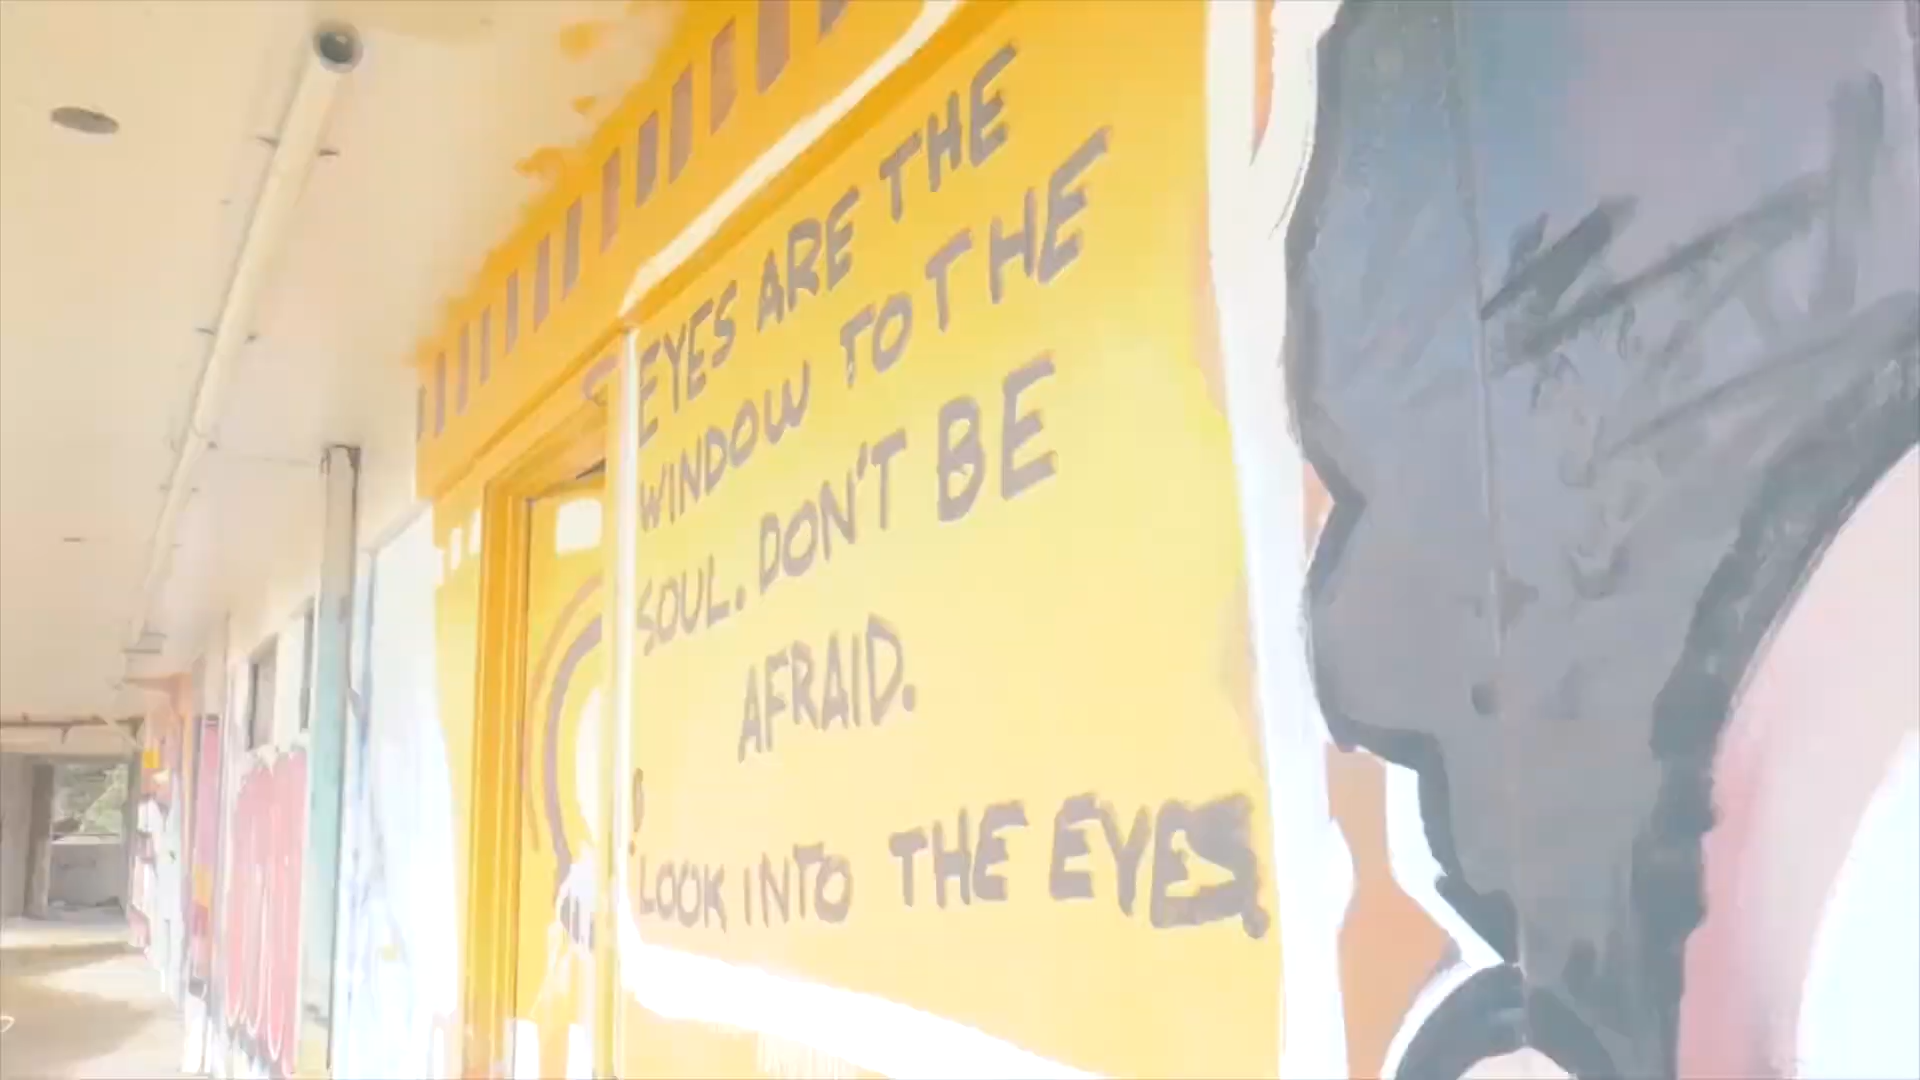 EYES ARE THE
WINDOW TO THE
SOUL. DON'T BE
AFRAID.
LOOK INTO THE EYES.